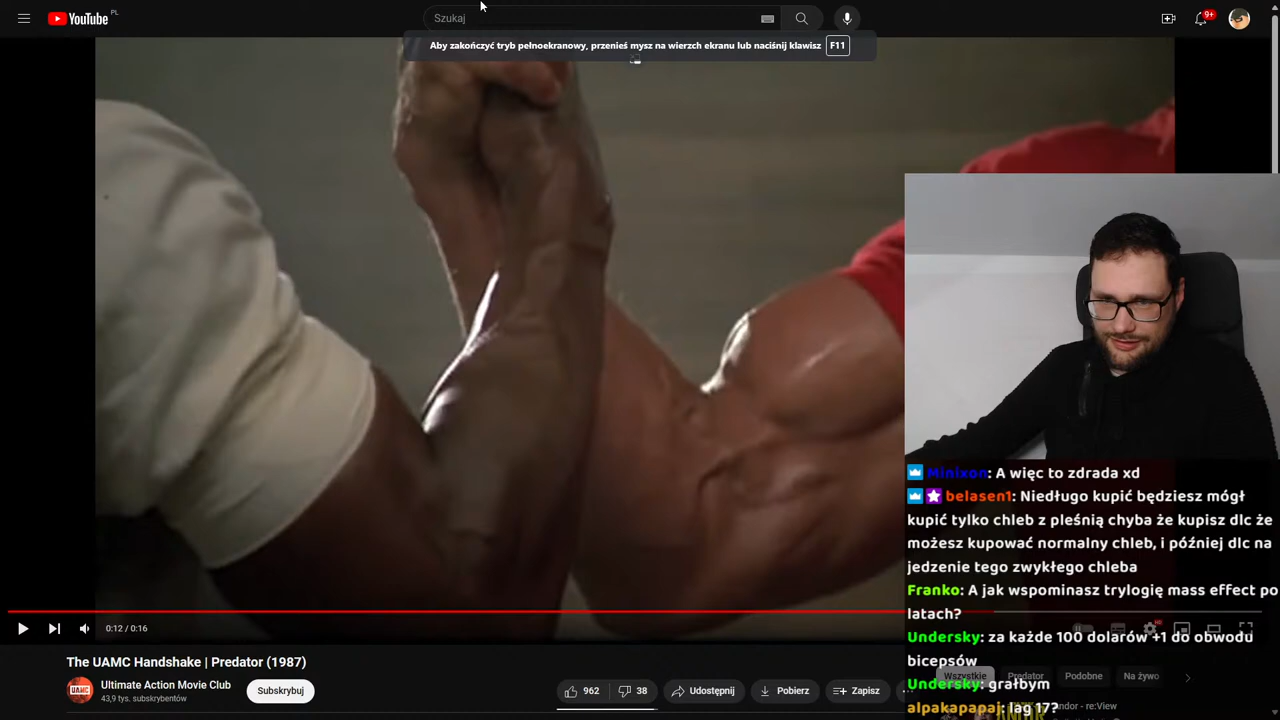 YouTube PL
Szukaj
9+
Aby zakończyć tryb pełnoekranowy, przenieś mysz na wierzch ekranu lub naciśnij klawisz F11
Minixon: A więc to zdrada xd
belasen1: Niedługo kupić będziesz mógł
kupić tylko chleb z pleśnią chyba że kupisz dlc że
możesz kupować normalny chleb, i później dlc na
jedzenie tego zwykłego chleba
Franko: A jak wspominasz trylogię mass effect po
latach?
Undersky: za każde 100 dolarów +1 do obwodu
bicepsów
Undersky: grałbym
alpakapapaj: lag 17?
0:12 / 0:16
HD
The UAMC Handshake | Predator (1987)
UAMC
Ultimate Action Movie Club
43,9 tys. subskrybentów
Subskrybuj
962
38
Udostępnij
Pobierz
Zapisz
Wszystkie
Predator
Podobne
Na żywo
re:View